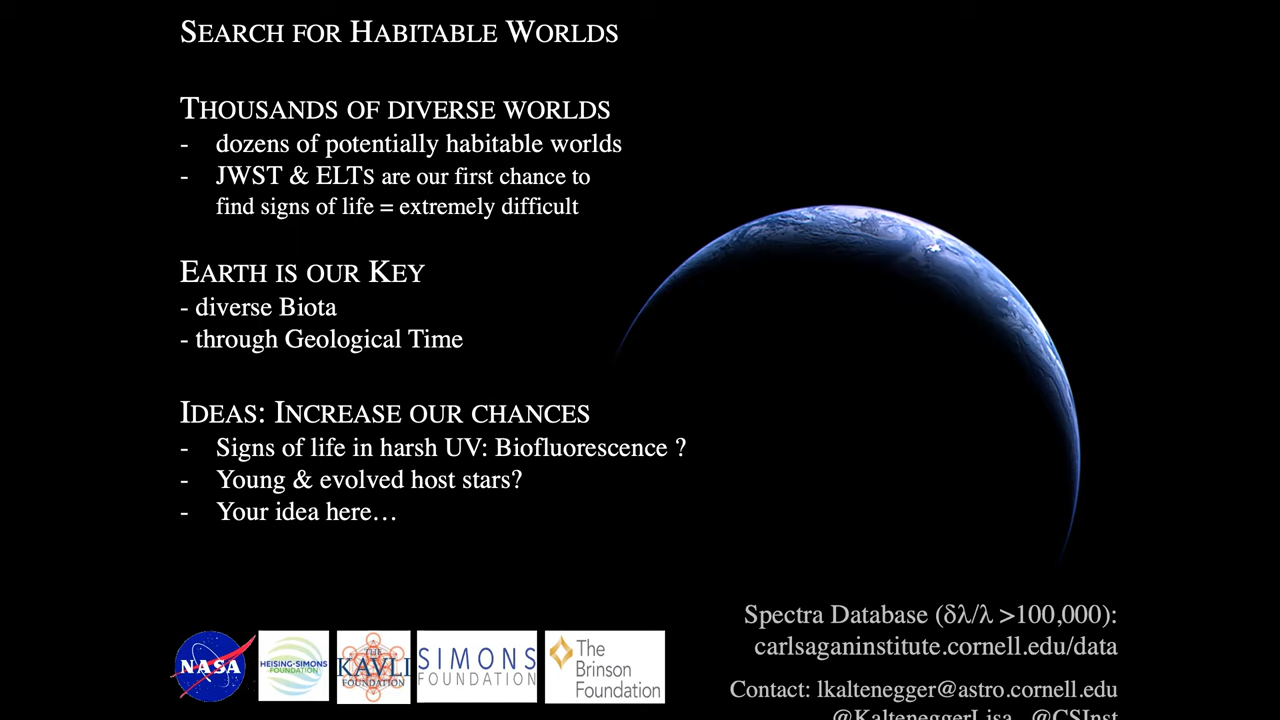 SEARCH FOR HABITABLE WORLDS
THOUSANDS OF DIVERSE WORLDS
- dozens of potentially habitable worlds
- JWST & ELTS are our first chance to
find signs of life = extremely difficult
EARTH IS OUR KEY
- diverse Biota
- through Geological Time
IDEAS: INCREASE OUR CHANCES
- Signs of life in harsh UV: Biofluorescence ?
- Young & evolved host stars?
- Your idea here…
Spectra Database (δλ/λ >100,000):
carlsaganinstitute.cornell.edu/data
Contact: lkaltenegger@astro.cornell.edu
@KalteneggerLisa @CSInst
NASA
HEISING-SIMONS
FOUNDATION
THE
KAVLI
FOUNDATION
SIMONS
FOUNDATION
The
Brinson
Foundation